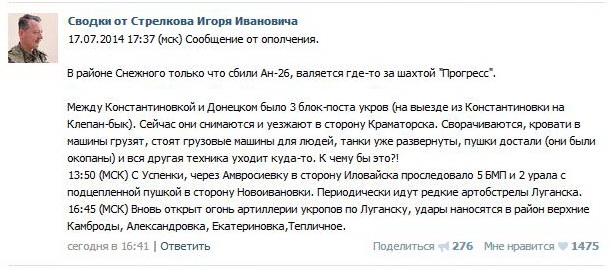 Сводки от Стрелкова Игоря Ивановича
17.07.2014 17:37 (мск) Сообщение от ополчения.
В районе Снежного только что сбили Ан-26, валяется где-то за шахтой "Прогресс".
Между Константиновкой и Донецком было 3 блок-поста укров (на выезде из Константиновки на
Клепан-бык). Сейчас они снимаются и уезжают в сторону Краматорска. Сворачиваются, кровати в
машины грузят, стоят грузовые машины для людей, танки уже развернуты, пушки достали (они были
окопаны) и вся другая техника уходит куда-то. К чему бы это?!
13:50 (МСК) С Успенки, через Амвросиевку в сторону Иловайска проследовало 5 БМП и 2 урала с
подцепленной пушкой в сторону Новоивановки. Периодически идут редкие артобстрелы Луганска.
16:45 (МСК) Вновь открыт огонь артиллерии укропов по Луганску, удары наносятся в район верхние
Камброды, Александровка, Екатериновка,Тепличное.
сегодня в 16:41 | Ответить Поделиться 276 Мне нравится 1475